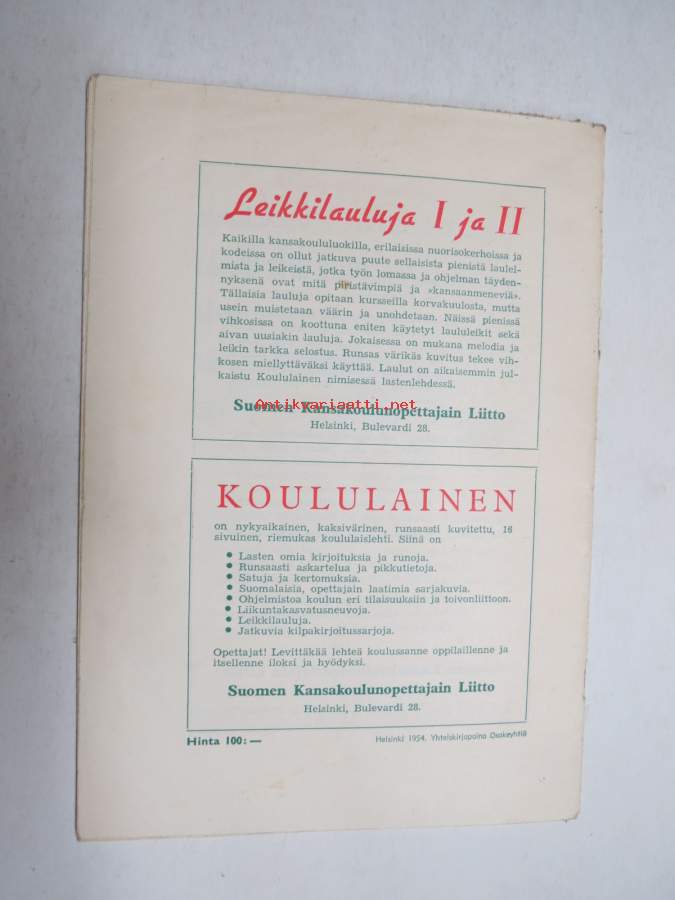 Leikkilauluja I ja II
Kaikilla kansakoululuokilla, erilaisissa nuorisokerhoissa ja
kodeissa on ollut jatkuva puute sellaisista pienistä laulel-
mista ja leikeistä, jotka työn lomassa ja ohjelman täyden-
nyksenä ovat mitä piristävimpiä ja »kansaanmeneviä».
Tällaisia lauluja opitaan kursseilla korvakuulosta, mutta
usein muistetaan väärin ja unohdetaan. Näissä pienissä
vihkosissa on koottuna eniten käytetyt laululeikit sekä
aivan uusiakin lauluja. Jokaisessa on mukana melodia ja
leikin tarkka selostus. Runsas värikäs kuvitus tekee vih-
kosen miellyttäväksi käyttää. Laulut on aikaisemmin jul-
kaistu Koululainen nimisessä lastenlehdessä.
Suomen Kansakoulunopettajain Liitto
Antikvariaatti.net
Helsinki, Bulevardi 28.
KOULULAINEN
on nykyaikainen, kaksivärinen, runsaasti kuvitettu, 16
sivuinen, riemukas koululaislehti. Siinä on
• Lasten omia kirjoituksia ja runoja.
• Runsaasti askartelua ja pikkutietoja.
• Satuja ja kertomuksia.
• Suomalaisia, opettajain laatimia sarjakuvia.
• Ohjelmistoa koulun eri tilaisuuksiin ja toivonliittoon.
• Liikuntakasvatusneuvoja.
• Leikkilauluja.
• Jatkuvia kilpakirjoitussarjoja.
Opettajat! Levittäkää lehteä koulussanne oppilaillenne ja
itsellenne iloksi ja hyödyksi.
Suomen Kansakoulunopettajain Liitto
Helsinki, Bulevardi 28.
Hinta 100:—
Helsinki 1954. Yhteiskirjapaino Osakeyhtiö